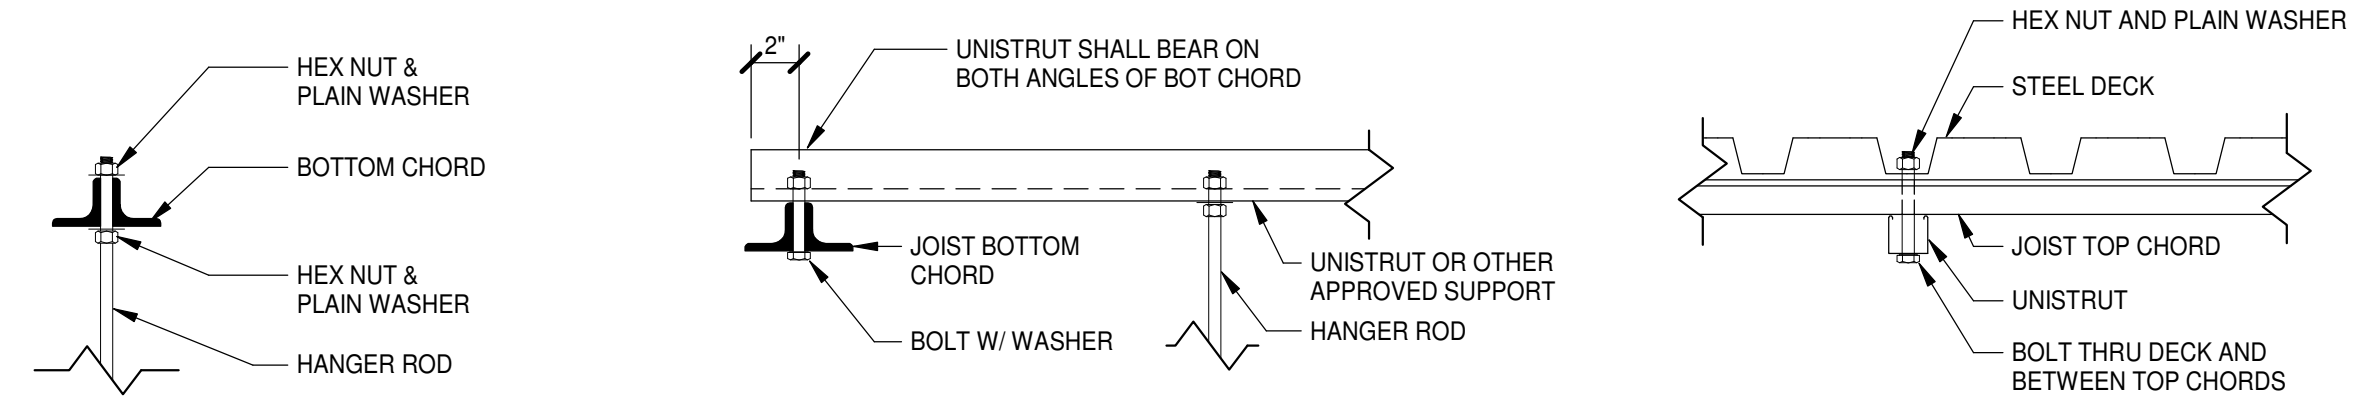 HEX NUT &
PLAIN WASHER
BOTTOM CHORD
HEX NUT &
PLAIN WASHER
HANGER ROD
2"
UNISTRUT SHALL BEAR ON
BOTH ANGLES OF BOT CHORD
JOIST BOTTOM
CHORD
BOLT W/ WASHER
UNISTRUT OR OTHER
APPROVED SUPPORT
HANGER ROD
HEX NUT AND PLAIN WASHER
STEEL DECK
JOIST TOP CHORD
UNISTRUT
BOLT THRU DECK AND
BETWEEN TOP CHORDS